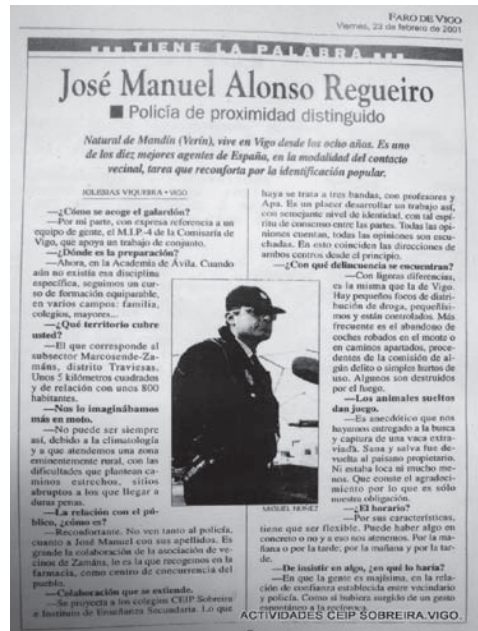 FARO DE VIGO
Viernes, 23 de febrero de 2001
TIENE LA PALABRA
José Manuel Alonso Regueiro
Policía de proximidad distinguido
Natural de Mandín (Verín), vive en Vigo desde los ocho años. Es uno
de los diez mejores agentes de España, en la modalidad del contacto
vecinal, tarea que reconforta por la identificación popular.
IGLESIAS VIQUEIRA • VIGO
—¿Cómo se acoge el galardón?
—Por mi parte, con expresa referencia a un
equipo de gente, el M.I.P.-4 de la Comisaría de
Vigo, que apoya un trabajo de conjunto.
—¿Dónde es la preparación?
—Ahora, en la Academia de Ávila. Cuando
aún no existía esa disciplina
específica, seguimos un cur-
so de formación equiparable,
en varios campos: familia,
colegios, mayores...
—¿Qué territorio cubre
usted?
—El que corresponde al
subsector Marcosende-Za-
máns, distrito Traviesas.
Unos 5 kilómetros cuadrados
y de relación con unos 800
habitantes.
—Nos lo imaginábamos
más en moto.
—No puede ser siempre
así, debido a la climatología
y a que atendemos una zona
eminentemente rural, con las
dificultades que plantean ca-
minos estrechos, sitios
abruptos a los que llegar a
duras penas.
—La relación con el pú-
blico, ¿cómo es?
—Reconfortante. No ven tanto al policía,
cuanto a José Manuel con sus apellidos. Es
grande la colaboración de la asociación de ve-
cinos de Zamáns, lo es la que recogemos en la
farmacia, como centro de concurrencia del
pueblo.
—Colaboración que se extiende.
—Se proyecta a los colegios CEIP Sobreira
e Instituto de Enseñanza Secundaria. Lo que
haya se trata a tres bandas, con profesores y
Apa. Es un placer desarrollar un trabajo así,
con semejante nivel de identidad, con tal espí-
ritu de consenso entre las partes. Todas las opi-
niones cuentan, todas las opiniones son escu-
chadas. En esto coinciden las direcciones de
ambos centros desde el principio.
—¿Con qué delincuencia se encuentran?
—Con ligeras diferencias,
es la misma que la de Vigo.
Hay pequeños focos de distri-
bución de droga, pequeñísi-
mos y están controlados. Más
frecuente es el abandono de
coches robados en el monte o
en caminos apartados, proce-
dentes de la comisión de al-
gún delito o simples hurtos de
uso. Algunos son destruidos
por el fuego.
—Los animales sueltos
dan juego.
—Es anecdótico que nos
hayamos entregado a la busca
y captura de una vaca extra-
viada. Sana y salva fue de-
vuelta al paisano propietario.
Ni estaba loca ni mucho me-
nos. Que conste el agradeci-
miento por lo que es sólo
nuestra obligación.
MIGUEL NÚÑEZ
—¿El horario?
—Por sus características,
tiene que ser flexible. Puede haber algo en
concreto o no y a eso nos atenemos. Por la ma-
ñana o por la tarde; por la mañana y por la tar-
de.
—De insistir en algo, ¿en qué lo haría?
—En que la gente es majísima, en la rela-
ción de confianza establecida entre vecindario
y policía. Como si hubiera surgido de un gesto
espontáneo a la recíproca.
ACTIVIDADES CEIP SOBREIRA.VIGO.